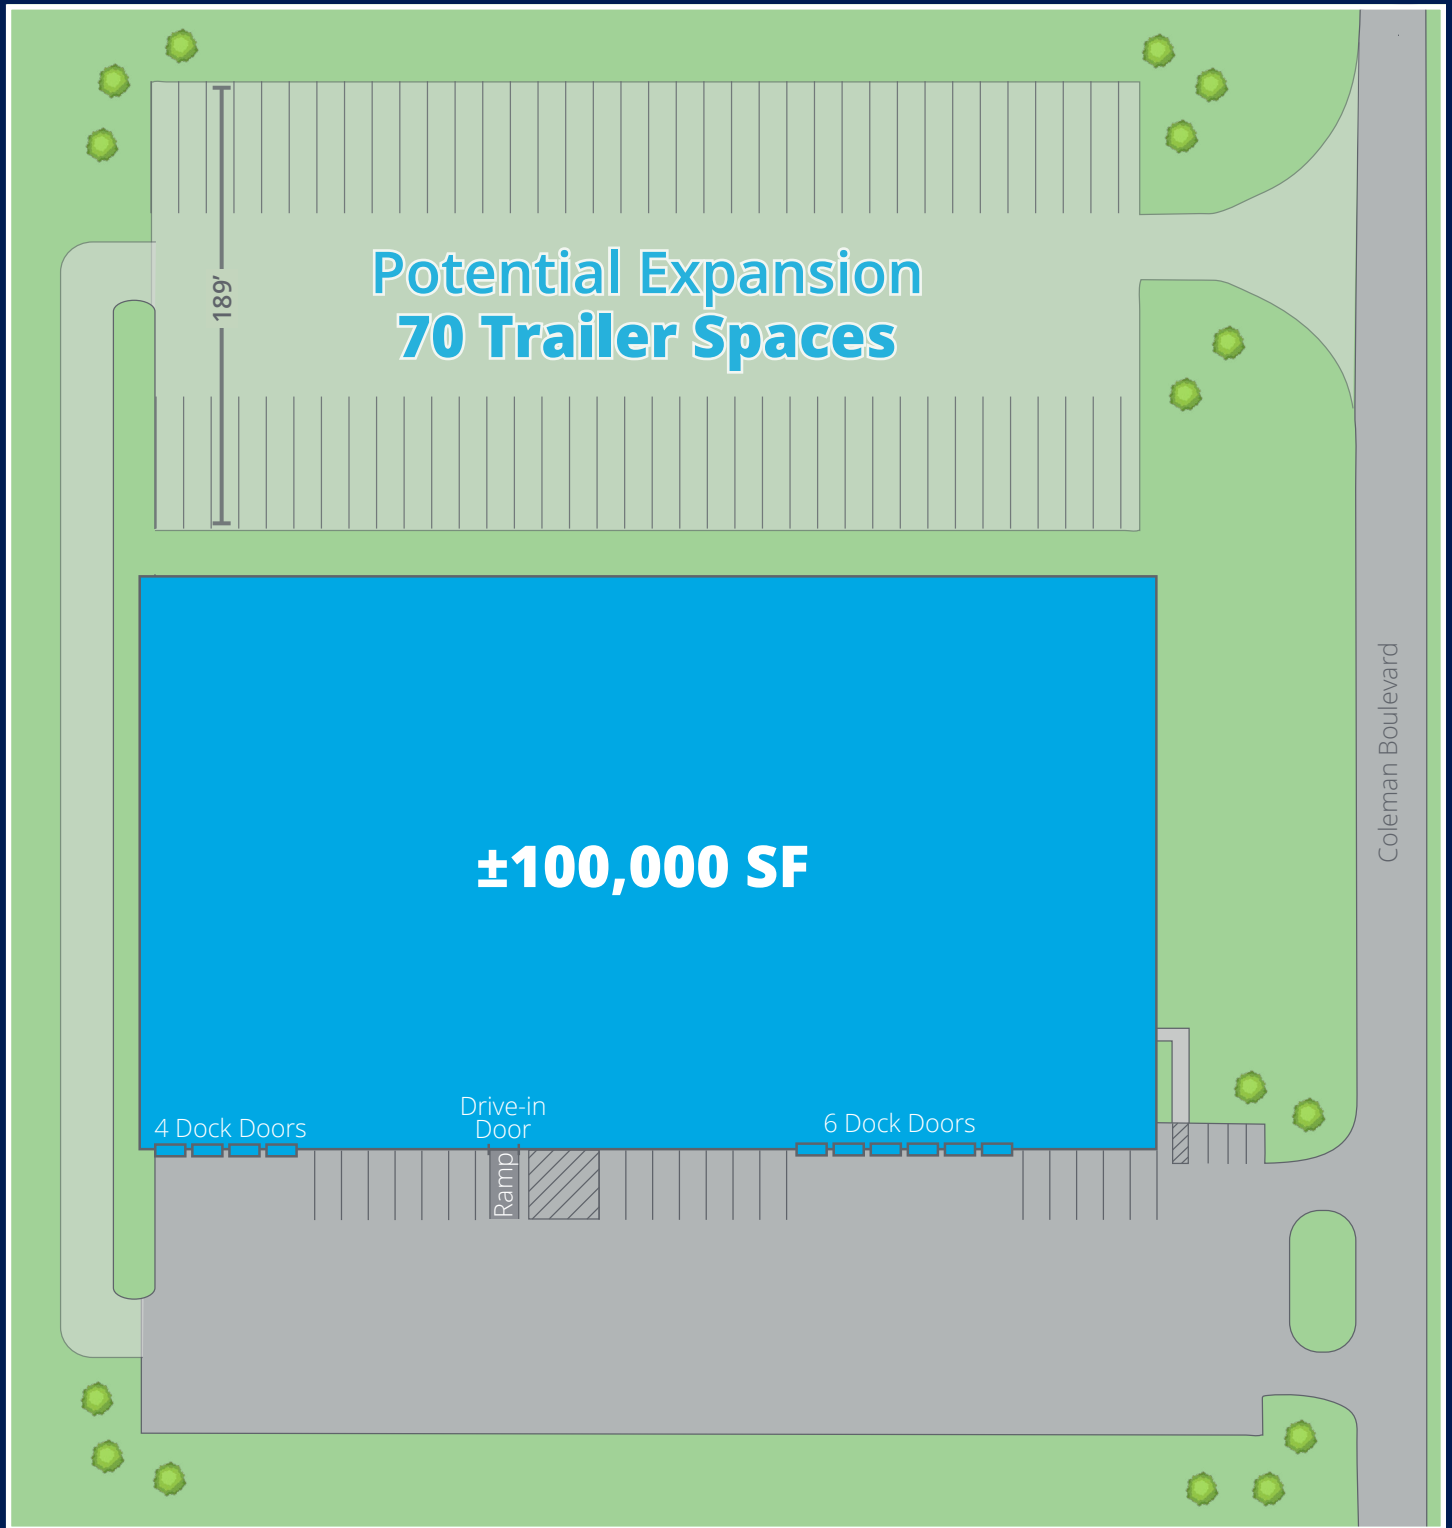 Potential Expansion
70 Trailer Spaces
189’
±100,000 SF
Coleman Boulevard
4 Dock Doors
Drive-in
Door
6 Dock Doors
Ramp